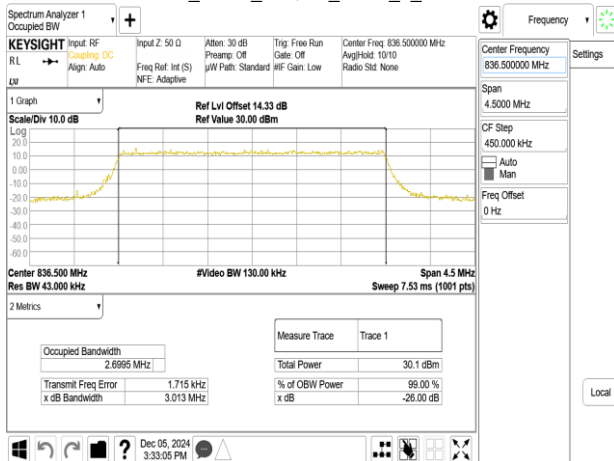 Spectrum Analyzer 1
Occupied BW
+
Frequency
KEYSIGHT
RL
LXI
Input: RF
Coupling: DC
Align: Auto
Input Z: 50 Ω
Freq Ref: Int (S)
NFE: Adaptive
Atten: 30 dB
Preamp: Off
µW Path: Standard
Trig: Free Run
Gate: Off
#IF Gain: Low
Center Freq: 836.500000 MHz
Avg|Hold: 10/10
Radio Std: None
Center Frequency
836.500000 MHz
Settings
Span
4.5000 MHz
CF Step
450.000 kHz
Auto
Man
Freq Offset
0 Hz
Local
1 Graph
Scale/Div 10.0 dB
Ref Lvl Offset 14.33 dB
Ref Value 30.00 dBm
Log
20.0
10.0
0.00
-10.0
-20.0
-30.0
-40.0
-50.0
-60.0
Center 836.500 MHz
#Video BW 130.00 kHz
Span 4.5 MHz
Res BW 43.000 kHz
Sweep 7.53 ms (1001 pts)
2 Metrics
Measure Trace Trace 1
Occupied Bandwidth
2.6995 MHz
Total Power 30.1 dBm
Transmit Freq Error 1.715 kHz
% of OBW Power 99.00 %
x dB Bandwidth 3.013 MHz
x dB -26.00 dB
?
Dec 05, 2024
3:33:05 PM